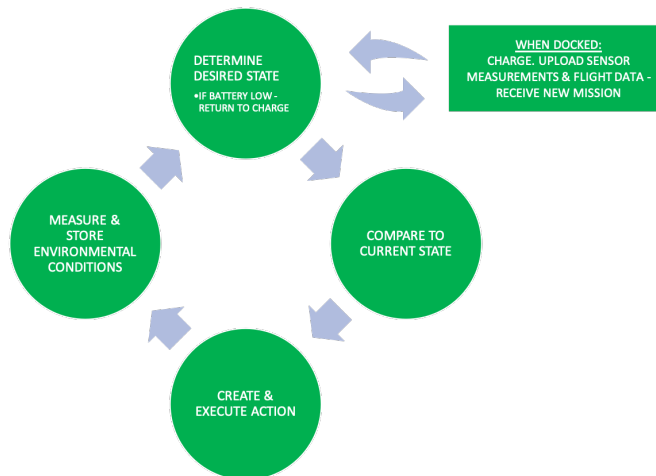 DETERMINE
DESIRED STATE
▪IF BATTERY LOW -
RETURN TO CHARGE
WHEN DOCKED:
CHARGE. UPLOAD SENSOR
MEASUREMENTS & FLIGHT DATA -
RECEIVE NEW MISSION
COMPARE TO
CURRENT STATE
CREATE &
EXECUTE ACTION
MEASURE &
STORE
ENVIRONMENTAL
CONDITIONS